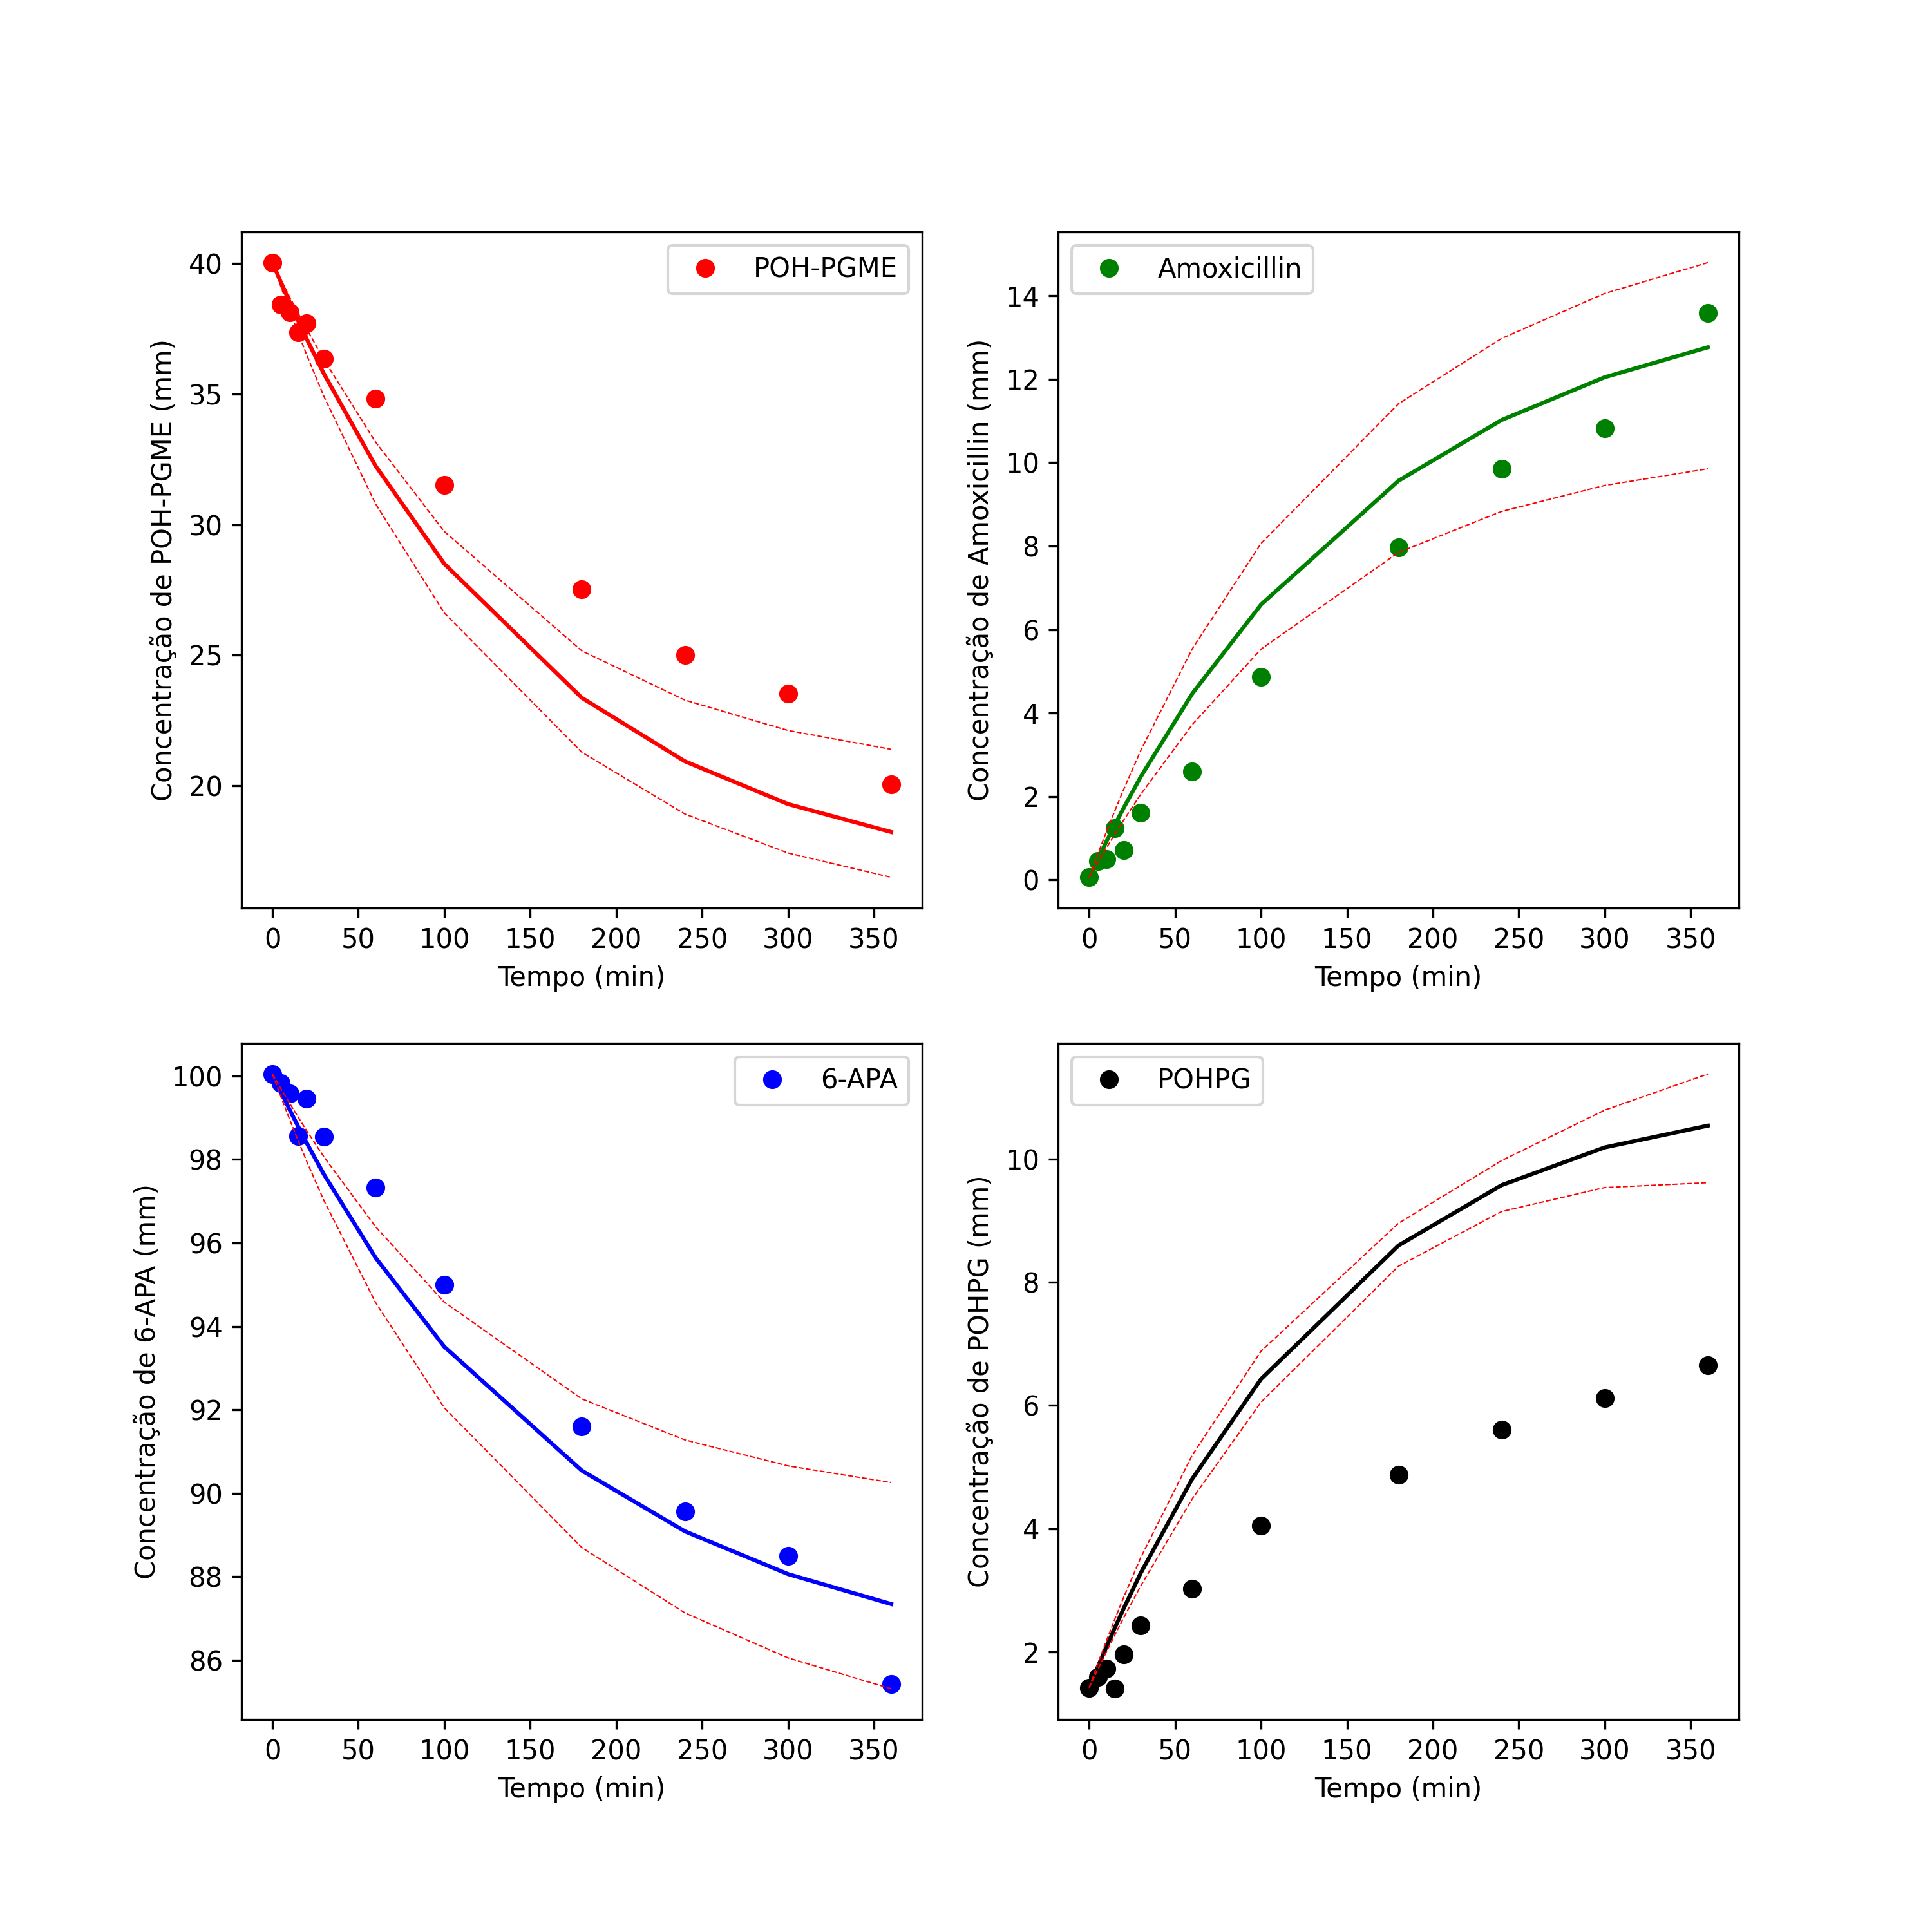 POH-PGME
40
35
30
25
20
Concentração de POH-PGME (mm)
0 50 100 150 200 250 300 350
Tempo (min)
Amoxicillin
14
12
10
8
6
4
2
0
Concentração de Amoxicillin (mm)
0 50 100 150 200 250 300 350
Tempo (min)
6-APA
100
98
96
94
92
90
88
86
Concentração de 6-APA (mm)
0 50 100 150 200 250 300 350
Tempo (min)
POHPG
10
8
6
4
2
Concentração de POHPG (mm)
0 50 100 150 200 250 300 350
Tempo (min)